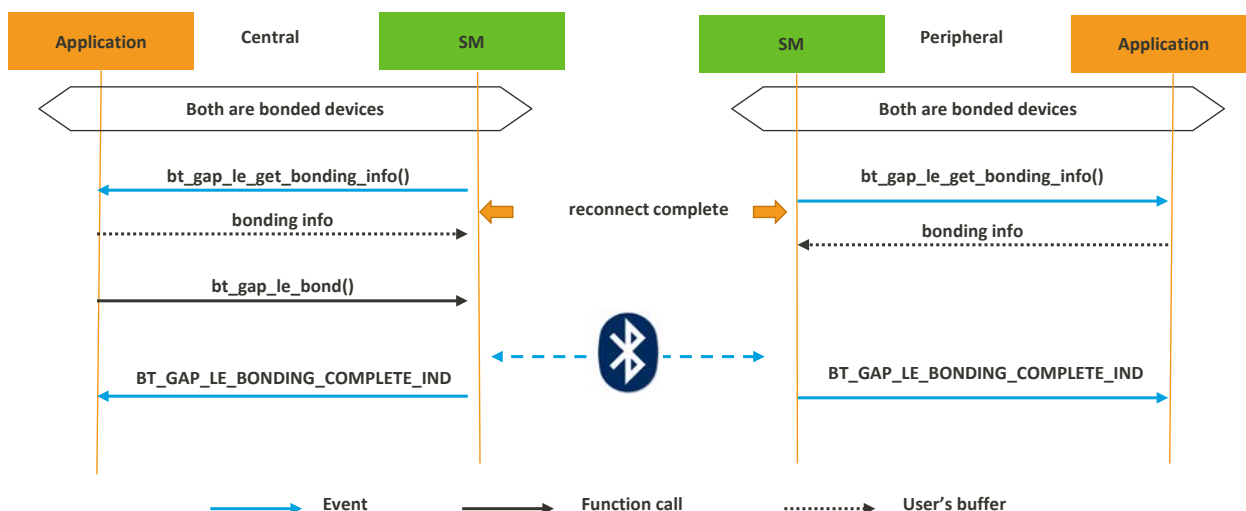 Application
Central
SM
SM
Peripheral
Application
Both are bonded devices
Both are bonded devices
bt_gap_le_get_bonding_info()
bt_gap_le_get_bonding_info()
reconnect complete
bonding info
bonding info
bt_gap_le_bond()
BT_GAP_LE_BONDING_COMPLETE_IND
BT_GAP_LE_BONDING_COMPLETE_IND
Event
Function call
User's buffer